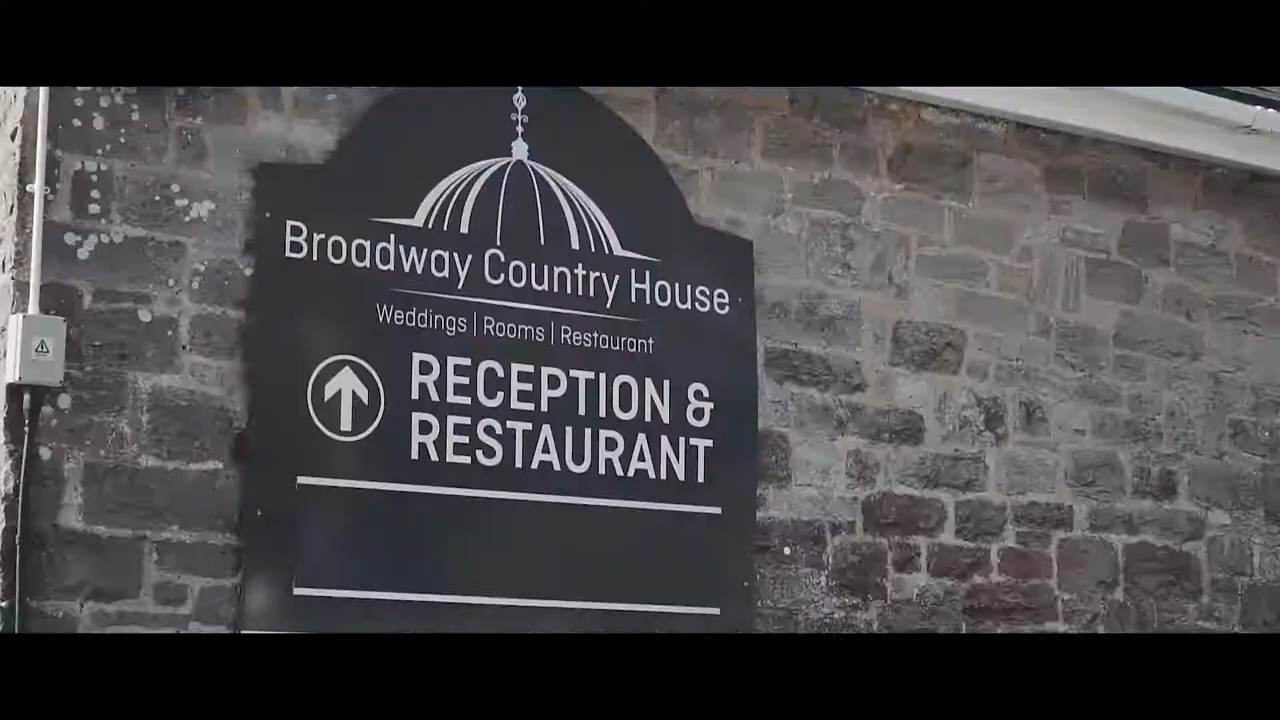 Broadway Country House
Weddings | Rooms | Restaurant
RECEPTION &
RESTAURANT